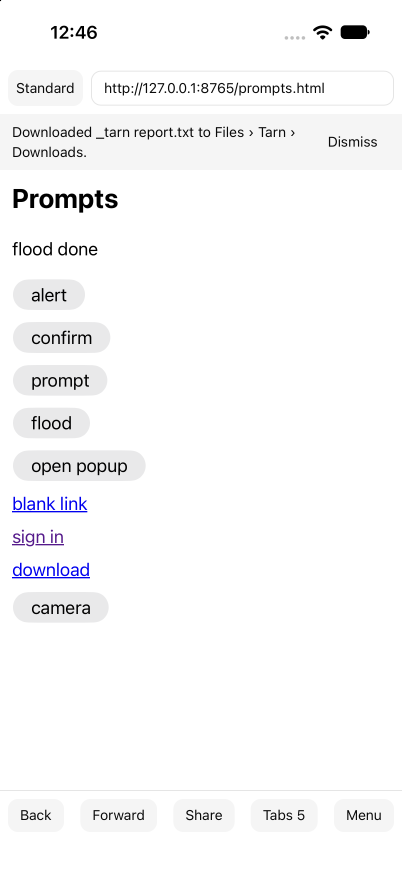 12:46
Standard
http://127.0.0.1:8765/prompts.html
Downloaded _tarn report.txt to Files › Tarn ›
Downloads.
Dismiss
Prompts
flood done
alert
confirm
prompt
flood
open popup
blank link
sign in
download
camera
Back
Forward
Share
Tabs 5
Menu